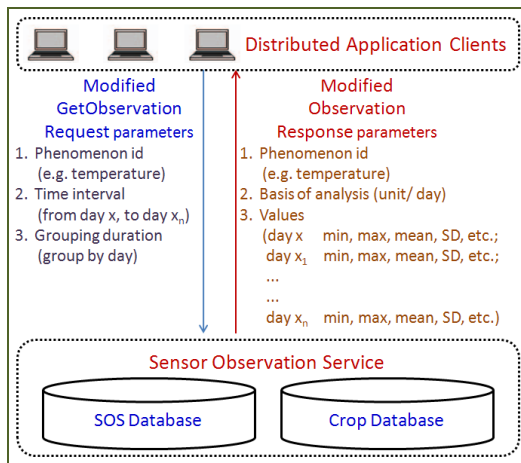 Distributed Application Clients
Modified
GetObservation
Request parameters
1. Phenomenon id
(e.g. temperature)
2. Time interval
(from day x, to day xₙ)
3. Grouping duration
(group by day)
Modified
Observation
Response parameters
1. Phenomenon id
(e.g. temperature)
2. Basis of analysis (unit/ day)
3. Values
(day x min, max, mean, SD, etc.;
day x₁ min, max, mean, SD, etc.;
...
...
day xₙ min, max, mean, SD, etc.)
Sensor Observation Service
SOS Database
Crop Database